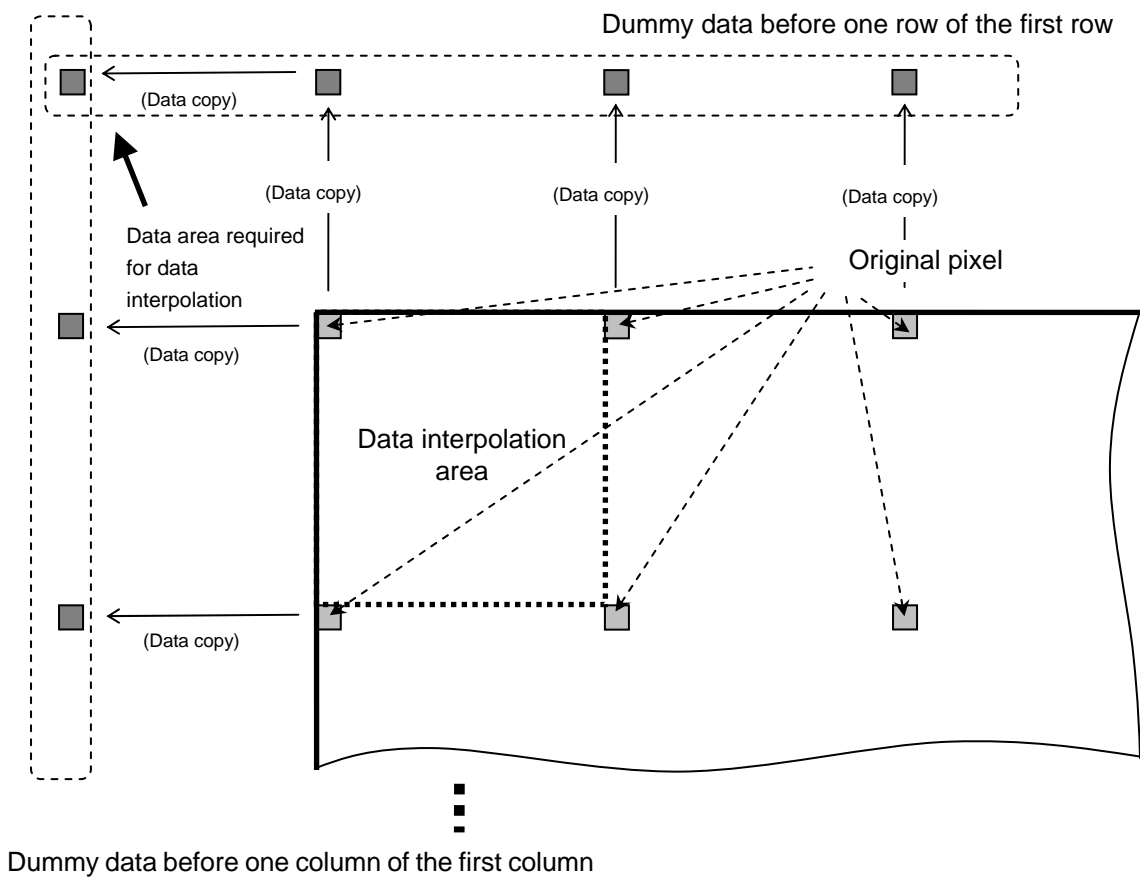 Dummy data before one row of the first row
(Data copy)
(Data copy)
(Data copy)
(Data copy)
Data area required
for data
interpolation
Original pixel
(Data copy)
Data interpolation
area
(Data copy)
Dummy data before one column of the first column